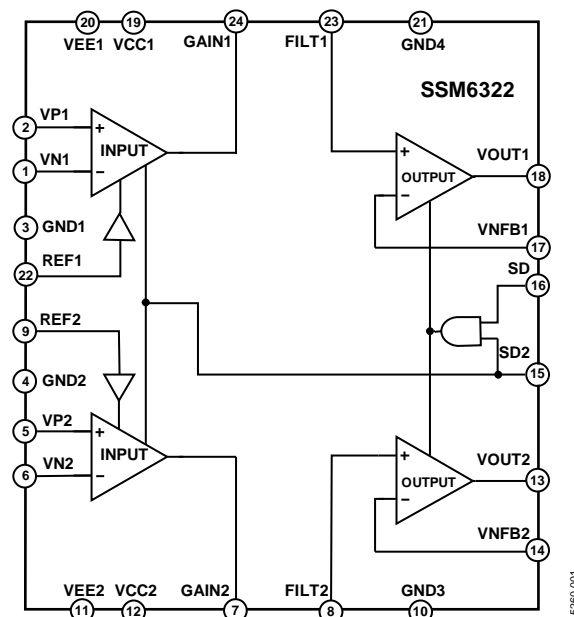 20 19 24 23 21
VEE1 VCC1 GAIN1 FILT1 GND4
SSM6322
2 VP1 + INPUT
1 VN1 −
+ OUTPUT − VOUT1 18
3 GND1
VNFB1 17
22 REF1
SD 16
9 REF2
SD2 15
4 GND2
5 VP2 + INPUT
6 VN2 −
+ OUTPUT − VOUT2 13
VNFB2 14
VEE2 VCC2 GAIN2 FILT2 GND3
11 12 7 8 10